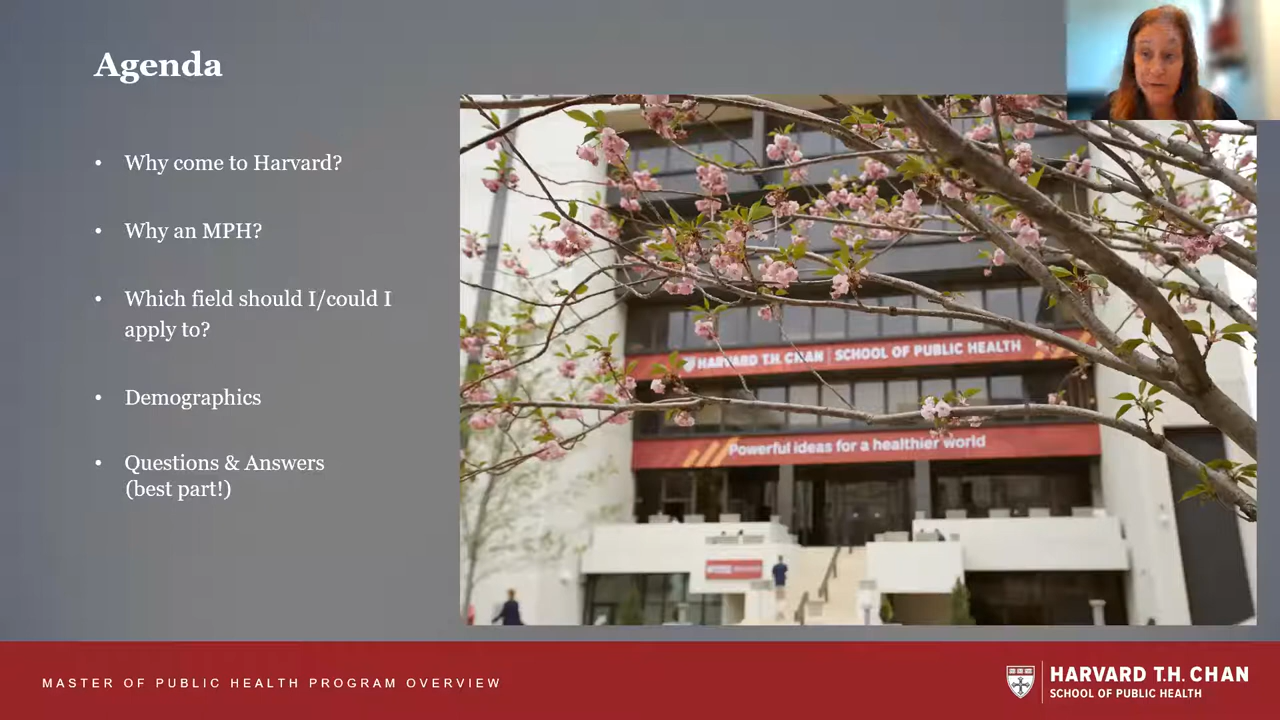 Agenda
• Why come to Harvard?
• Why an MPH?
• Which field should I/could I
apply to?
• Demographics
• Questions & Answers
(best part!)
HARVARD T.H. CHAN | SCHOOL OF PUBLIC HEALTH
Powerful ideas for a healthier world
MASTER OF PUBLIC HEALTH PROGRAM OVERVIEW
HARVARD T.H. CHAN
SCHOOL OF PUBLIC HEALTH